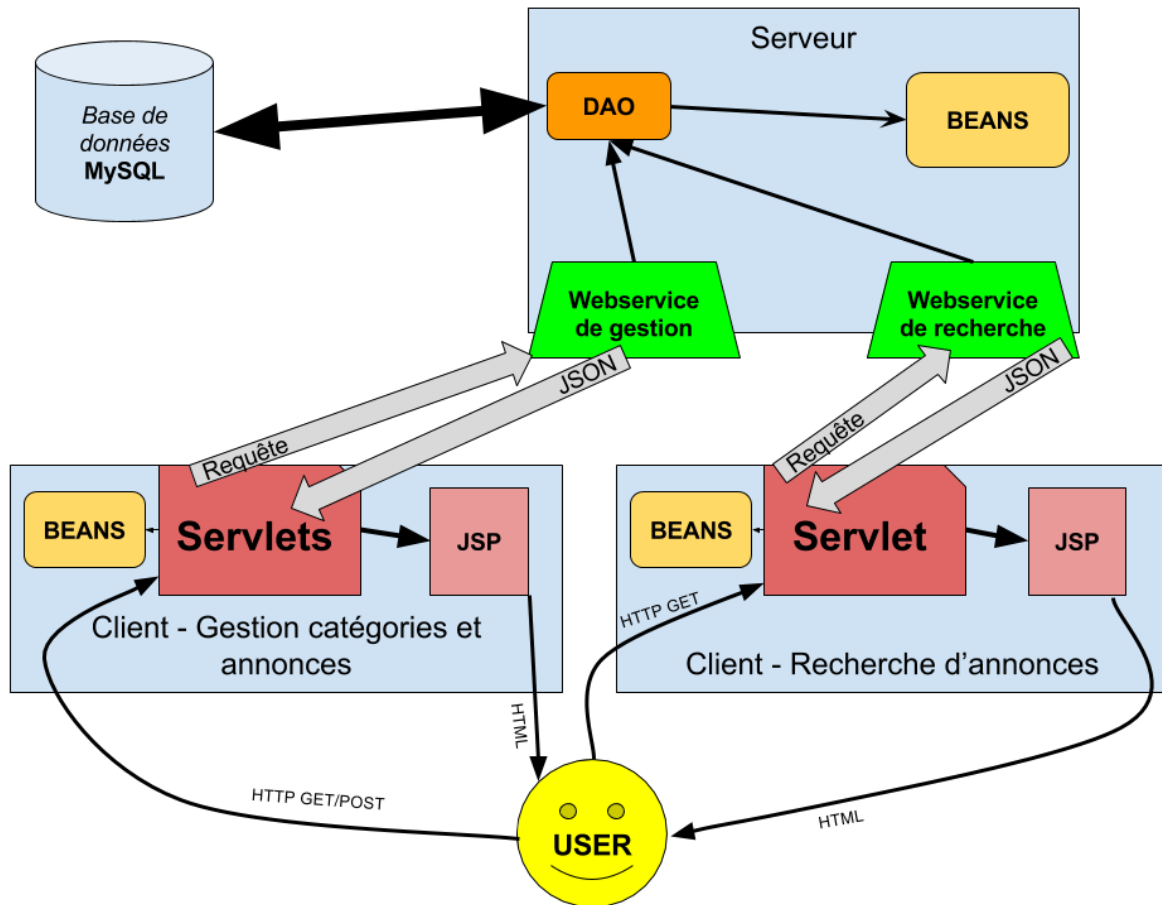 Serveur
Base de
données
MySQL
DAO
BEANS
Webservice
de gestion
Webservice
de recherche
Requête
JSON
Requête
JSON
BEANS
Servlets
JSP
BEANS
Servlet
JSP
Client - Gestion catégories et
annonces
HTTP GET
Client - Recherche d'annonces
HTML
HTTP GET/POST
HTML
USER